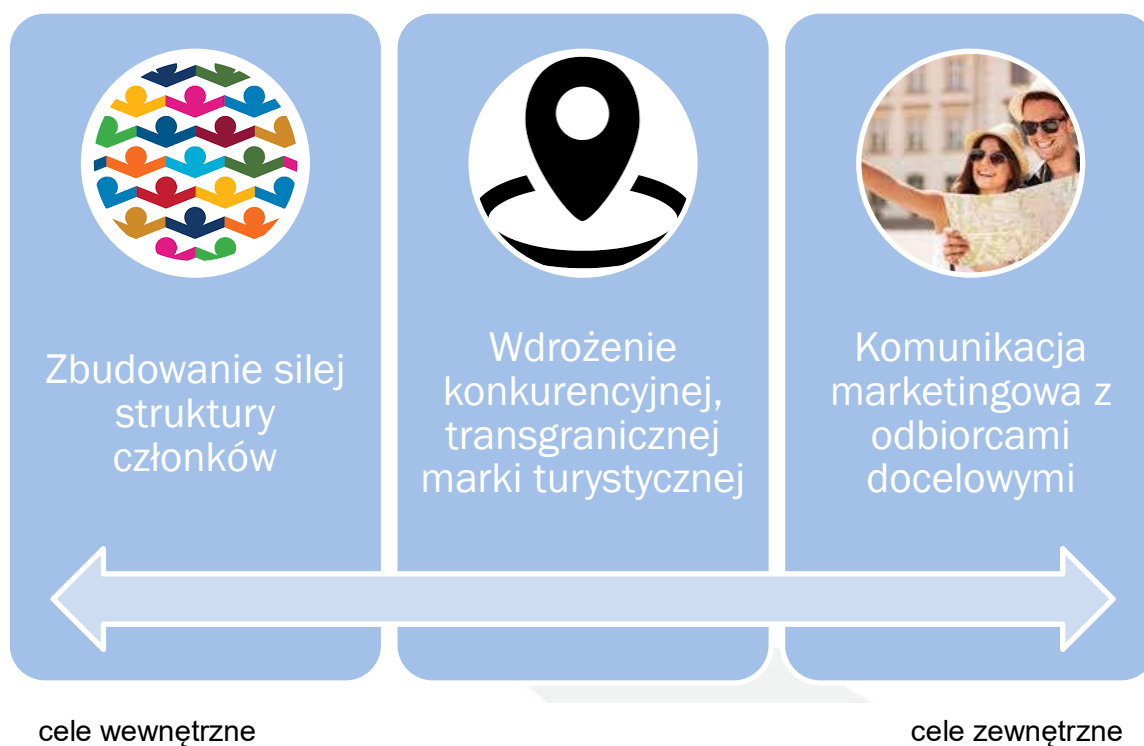 Zbudowanie silej
struktury
członków
Wdrożenie
konkurencyjnej,
transgranicznej
marki turystycznej
Komunikacja
marketingowa z
odbiorcami
docelowymi
cele wewnętrzne
cele zewnętrzne